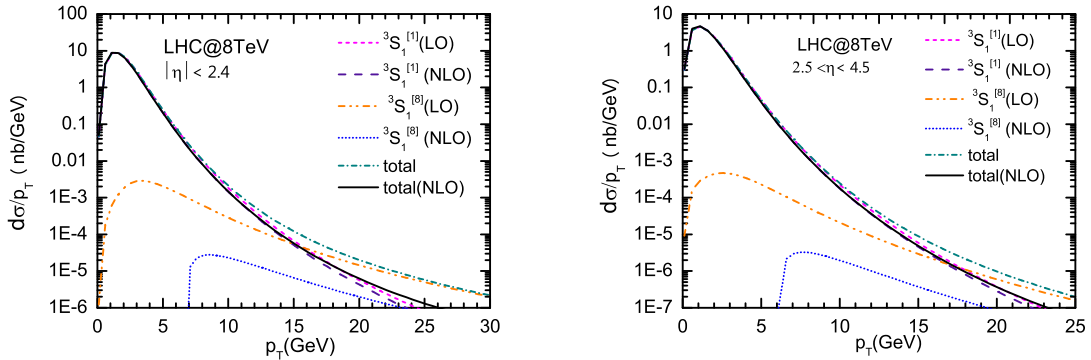 100
10
1
0.1
0.01
1E-3
1E-4
1E-5
1E-6
dσ/p_T ( nb/GeV)
LHC@8TeV
|η| < 2.4
³S₁^[1](LO)
³S₁^[1] (NLO)
³S₁^[8](LO)
³S₁^[8] (NLO)
total
total(NLO)
0 5 10 15 20 25 30
p_T(GeV)
10
1
0.1
0.01
1E-3
1E-4
1E-5
1E-6
1E-7
dσ/p_T ( nb/GeV)
LHC@8TeV
2.5 <η< 4.5
³S₁^[1](LO)
³S₁^[1] (NLO)
³S₁^[8](LO)
³S₁^[8] (NLO)
total
total(NLO)
0 5 10 15 20 25
p_T(GeV)